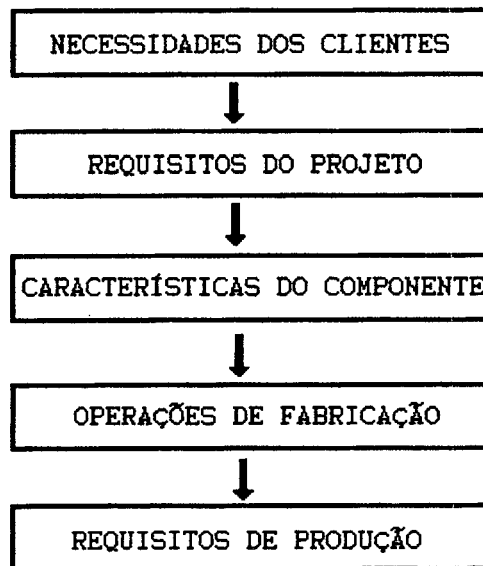 NECESSIDADES DOS CLIENTES
REQUISITOS DO PROJETO
CARACTERÍSTICAS DO COMPONENTE
OPERAÇÕES DE FABRICAÇÃO
REQUISITOS DE PRODUÇÃO